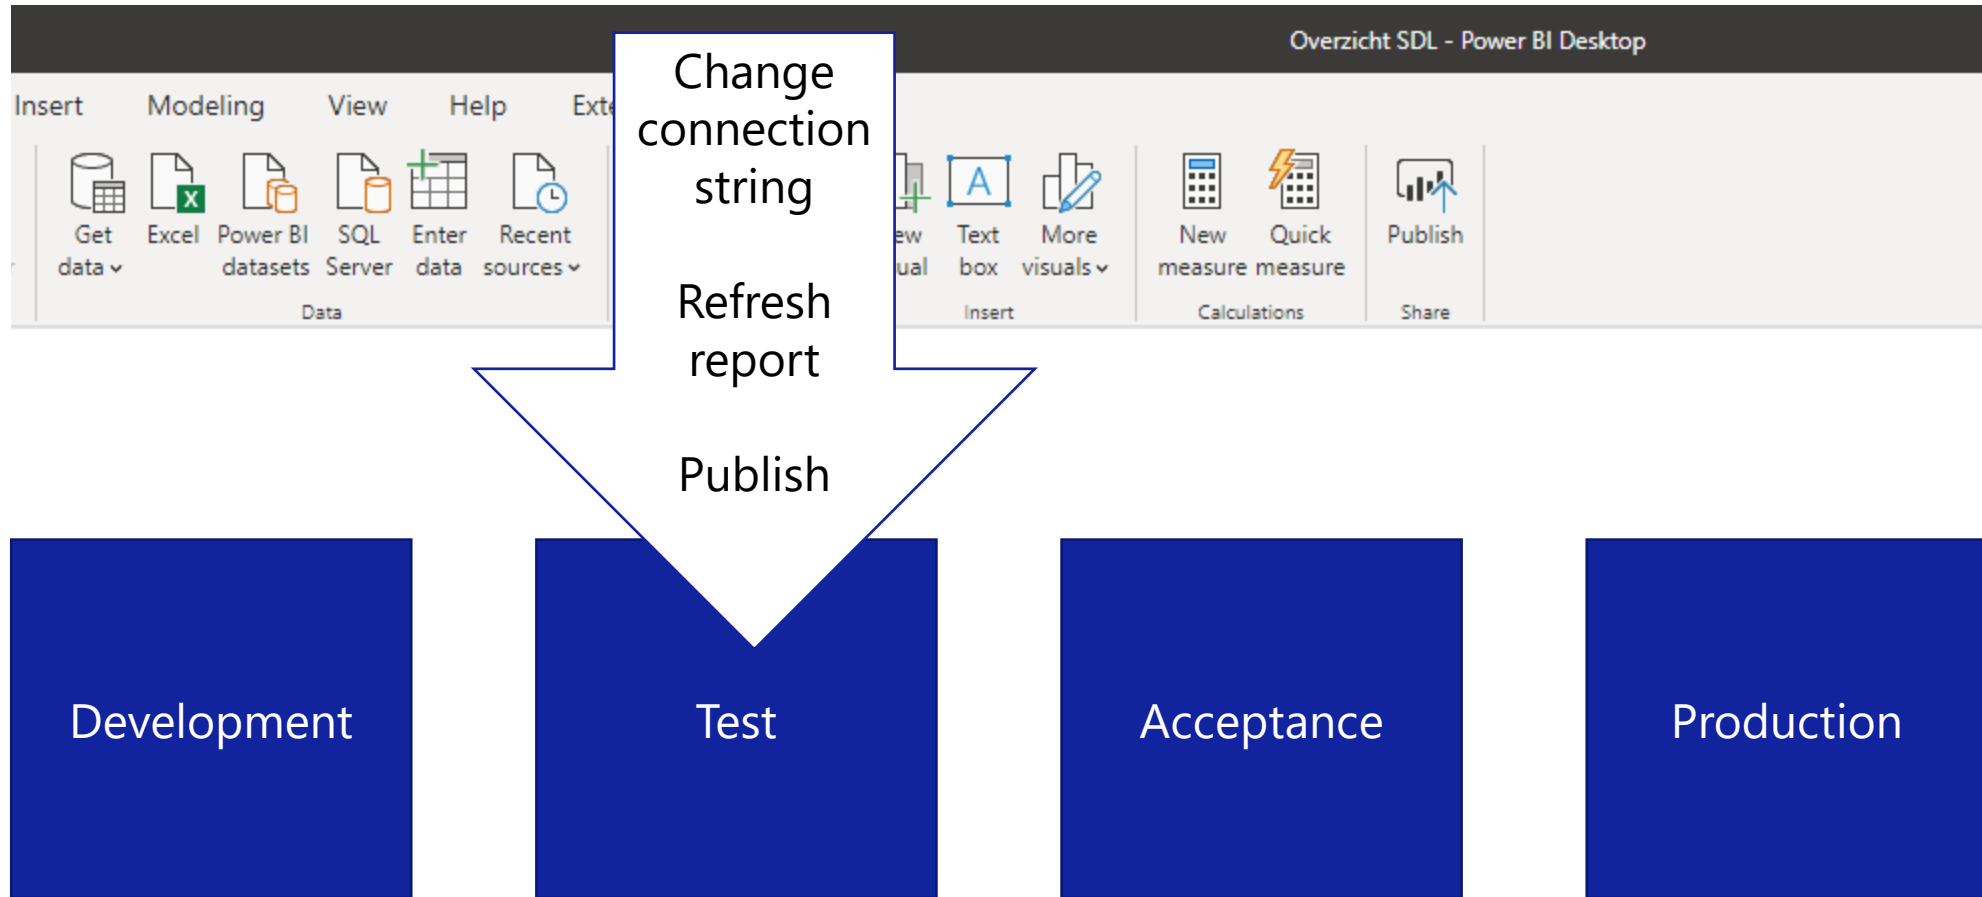 Overzicht SDL - Power BI Desktop
Insert Modeling View Help
Get data
Excel
Power BI datasets
SQL Server
Enter data
Recent sources
Data
Text box
More visuals
Insert
New measure
Quick measure
Calculations
Publish
Share
Change
connection
string
Refresh
report
Publish
Development
Test
Acceptance
Production